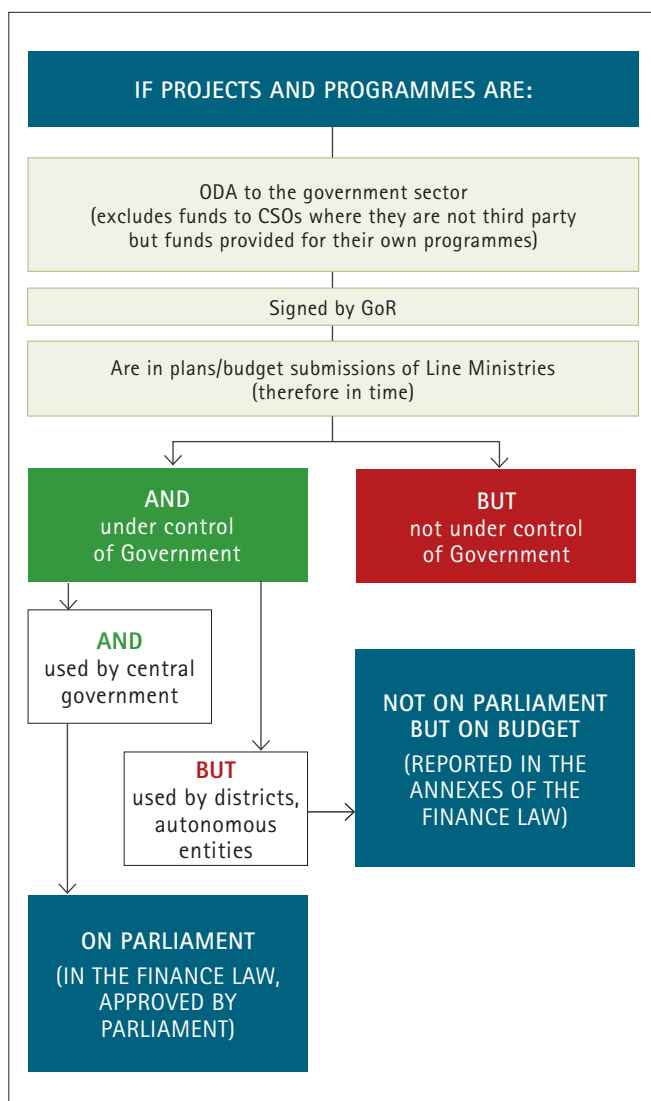 IF PROJECTS AND PROGRAMMES ARE:
ODA to the government sector
(excludes funds to CSOs where they are not third party
but funds provided for their own programmes)
Signed by GoR
Are in plans/budget submissions of Line Ministries
(therefore in time)
AND
under control
of Government
BUT
not under control
of Government
AND
used by central
government
NOT ON PARLIAMENT
BUT ON BUDGET
(REPORTED IN THE
ANNEXES OF THE
FINANCE LAW)
BUT
used by districts,
autonomous
entities
ON PARLIAMENT
(IN THE FINANCE LAW,
APPROVED BY
PARLIAMENT)